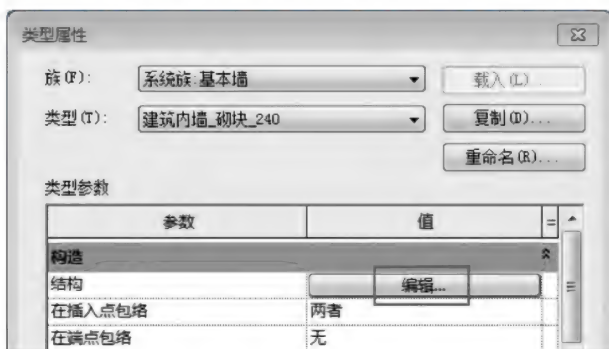 类型属性
族(F): 系统族:基本墙 载入(L)...
类型(T): 建筑内墙_砌块_240 复制(D)...
重命名(R)...
类型参数
参数 值 =
构造
结构 编辑...
在插入点包络 两者
在端点包络 无